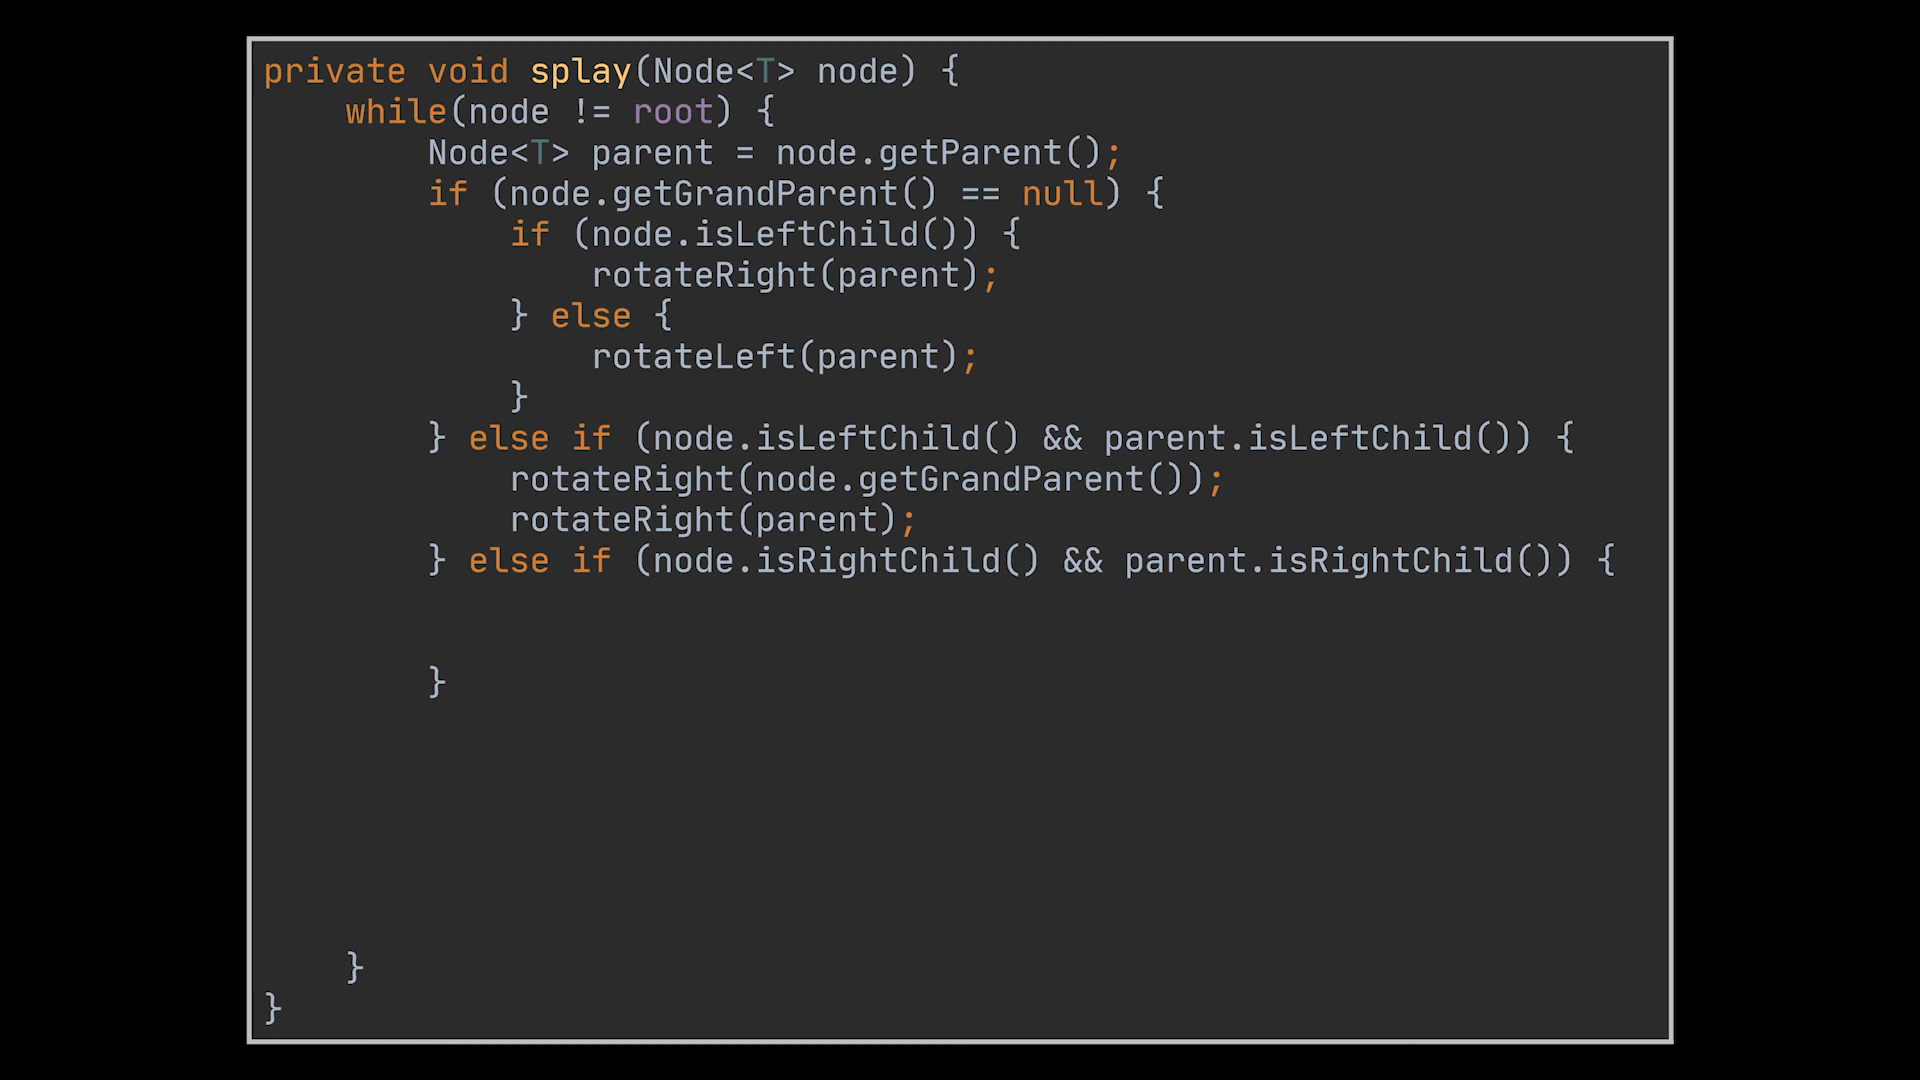 private void splay(Node<T> node) {
    while(node != root) {
        Node<T> parent = node.getParent();
        if (node.getGrandParent() == null) {
            if (node.isLeftChild()) {
                rotateRight(parent);
            } else {
                rotateLeft(parent);
            }
        } else if (node.isLeftChild() && parent.isLeftChild()) {
            rotateRight(node.getGrandParent());
            rotateRight(parent);
        } else if (node.isRightChild() && parent.isRightChild()) {
        }
    }
}